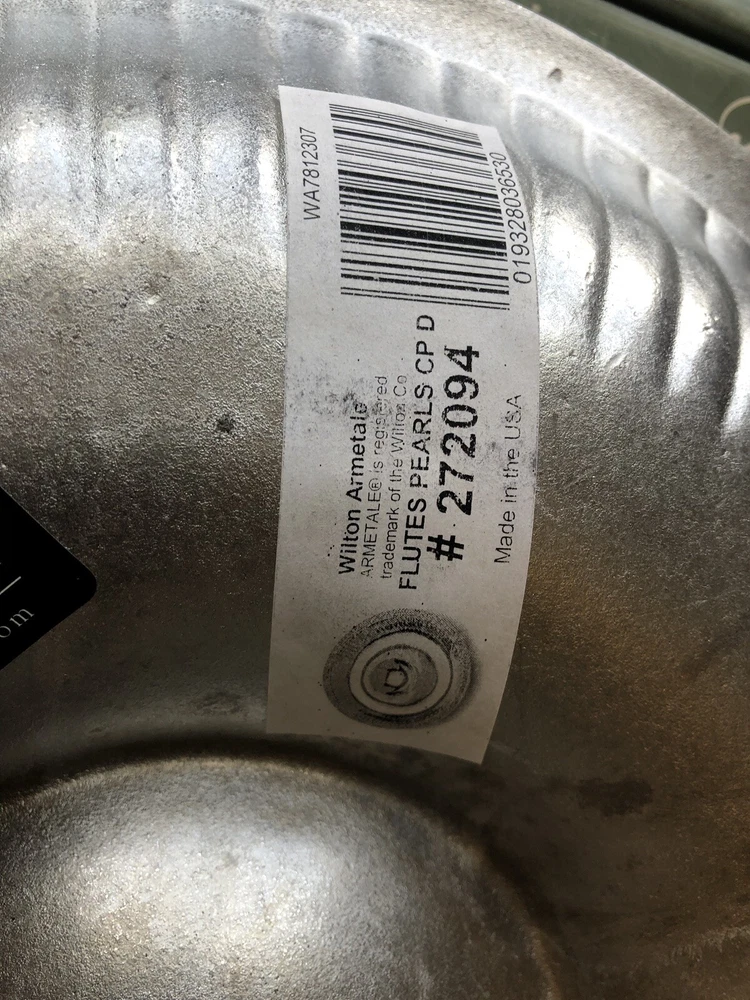 WA7812307
019328036530
Wilton Armetale
ARMETALE® is registered
trademark of the Wilton Co
FLUTES PEARLS CP D
# 272094
Made in the USA
om